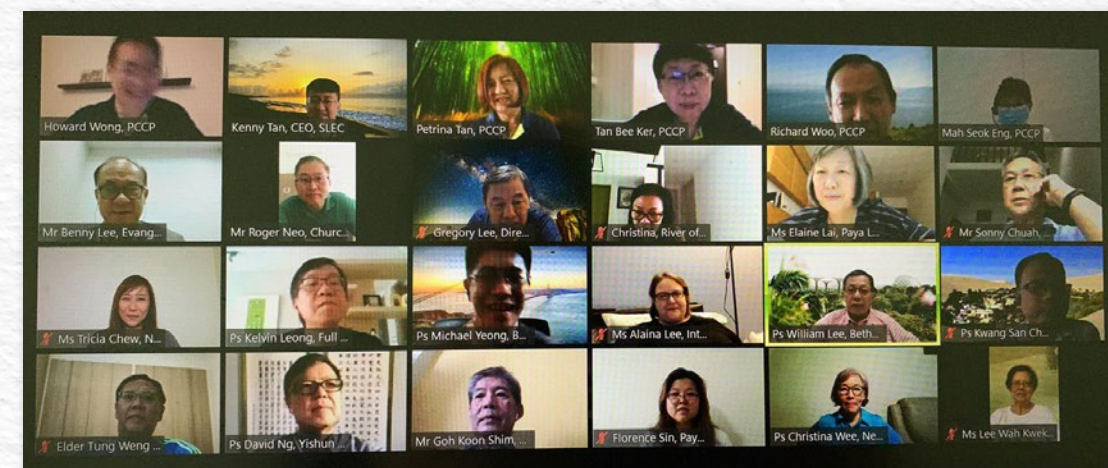 Howard Wong, PCCP
Kenny Tan, CEO, SLEC
Petrina Tan, PCCP
Tan Bee Ker, PCCP
Richard Woo, PCCP
Mah Seok Eng, PCCP
Mr Benny Lee, Evang...
Mr Roger Neo, Churc...
Gregory Lee, Dire...
Christina, River of...
Ms Elaine Lai, Paya L...
Mr Sonny Chuah, ...
Ms Tricia Chew, N...
Ps Kelvin Leong, Full ...
Ps Michael Yeong, B...
Ms Alaina Lee, Int...
Ps William Lee, Beth...
Ps Kwang San Ch...
Elder Tung Weng ...
Ps David Ng, Yishun ...
Mr Goh Koon Shim, ...
Florence Sin, Pay...
Ps Christina Wee, Ne...
Ms Lee Wah Kwek...